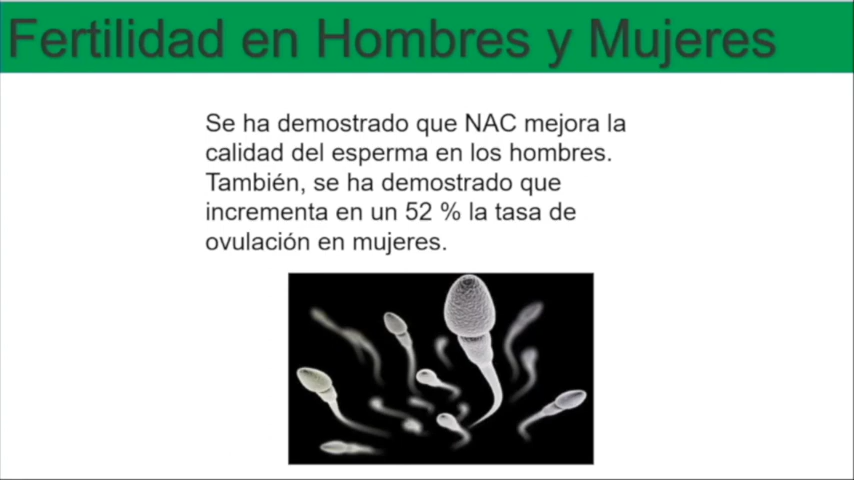 Fertilidad en Hombres y Mujeres
Se ha demostrado que NAC mejora la
calidad del esperma en los hombres.
También, se ha demostrado que
incrementa en un 52 % la tasa de
ovulación en mujeres.